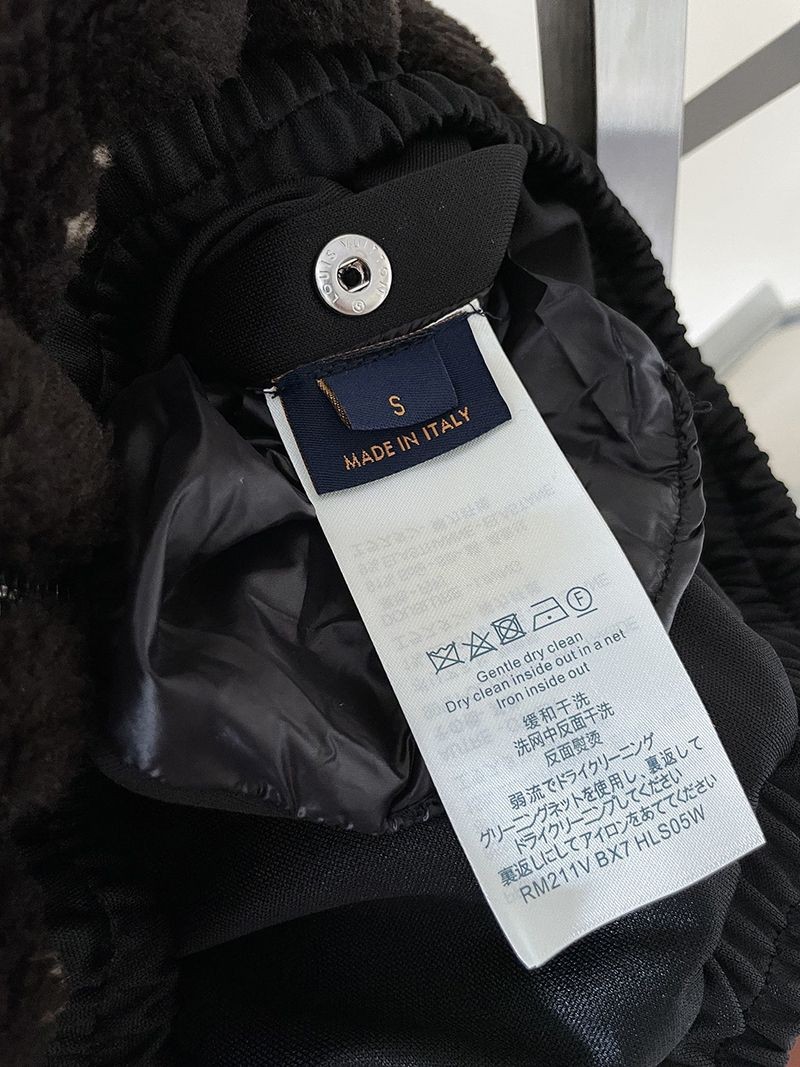 LOUIS VUITTON
S
MADE IN ITALY
F
Gentle dry clean
Dry clean inside out in a net
Iron inside out
缓和干洗
洗网中反面干洗
反面熨烫
弱流でドライクリーニング
グリーニングネットを使用し、裏返して
ドライクリーニングしてください
裏返しにしてアイロンをあててください
RM211V BX7 HLS05W